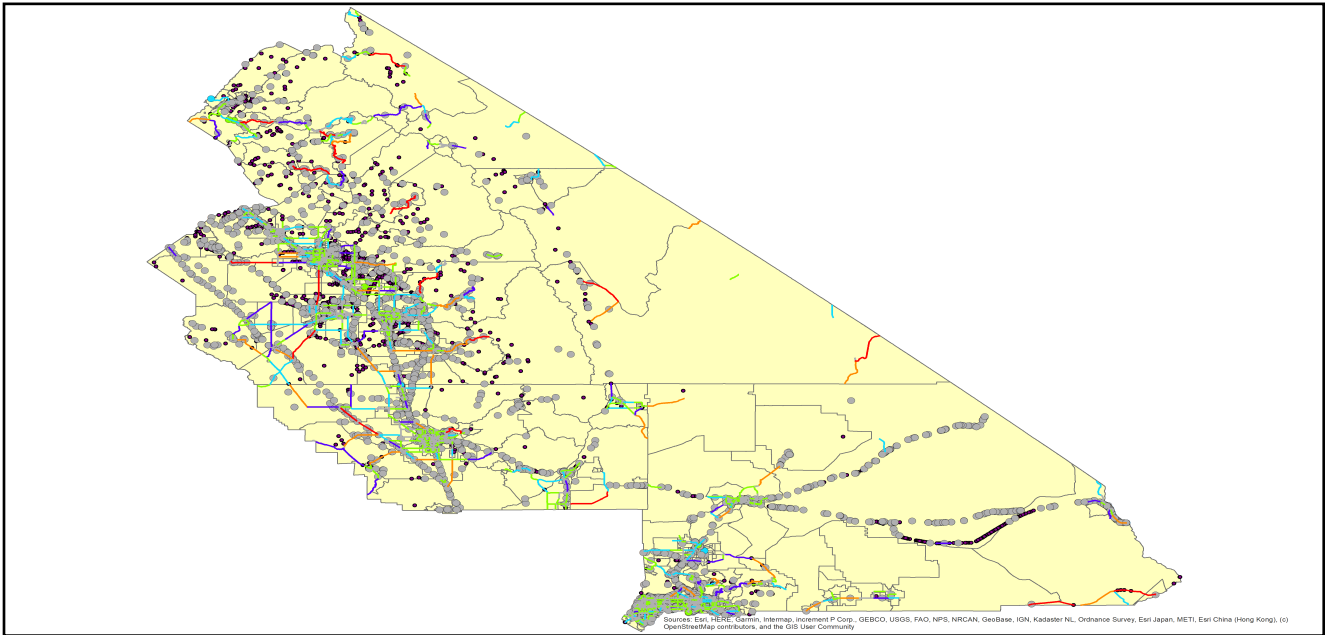 Sources: Esri, HERE, Garmin, Intermap, increment P Corp., GEBCO, USGS, FAO, NPS, NRCAN, GeoBase, IGN, Kadaster NL, Ordnance Survey, Esri Japan, METI, Esri China (Hong Kong), (c)
OpenStreetMap contributors, and the GIS User Community